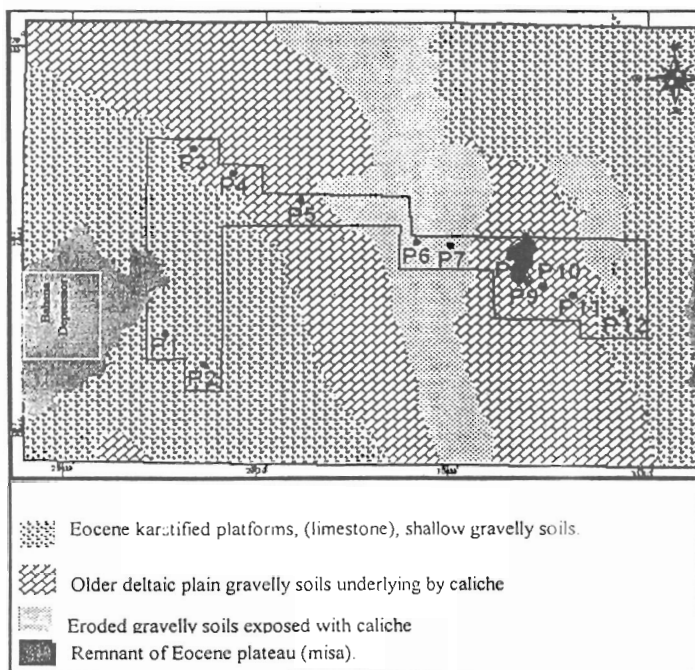 P3
P4
P5
P6
P7
P10
P9
P11
P12
P1
P2
Depression
Eocene karstified platforms, (limestone), shallow gravelly soils.
Older deltaic plain gravelly soils underlying by caliche
Eroded gravelly soils exposed with caliche
Remnant of Eocene plateau (misa).